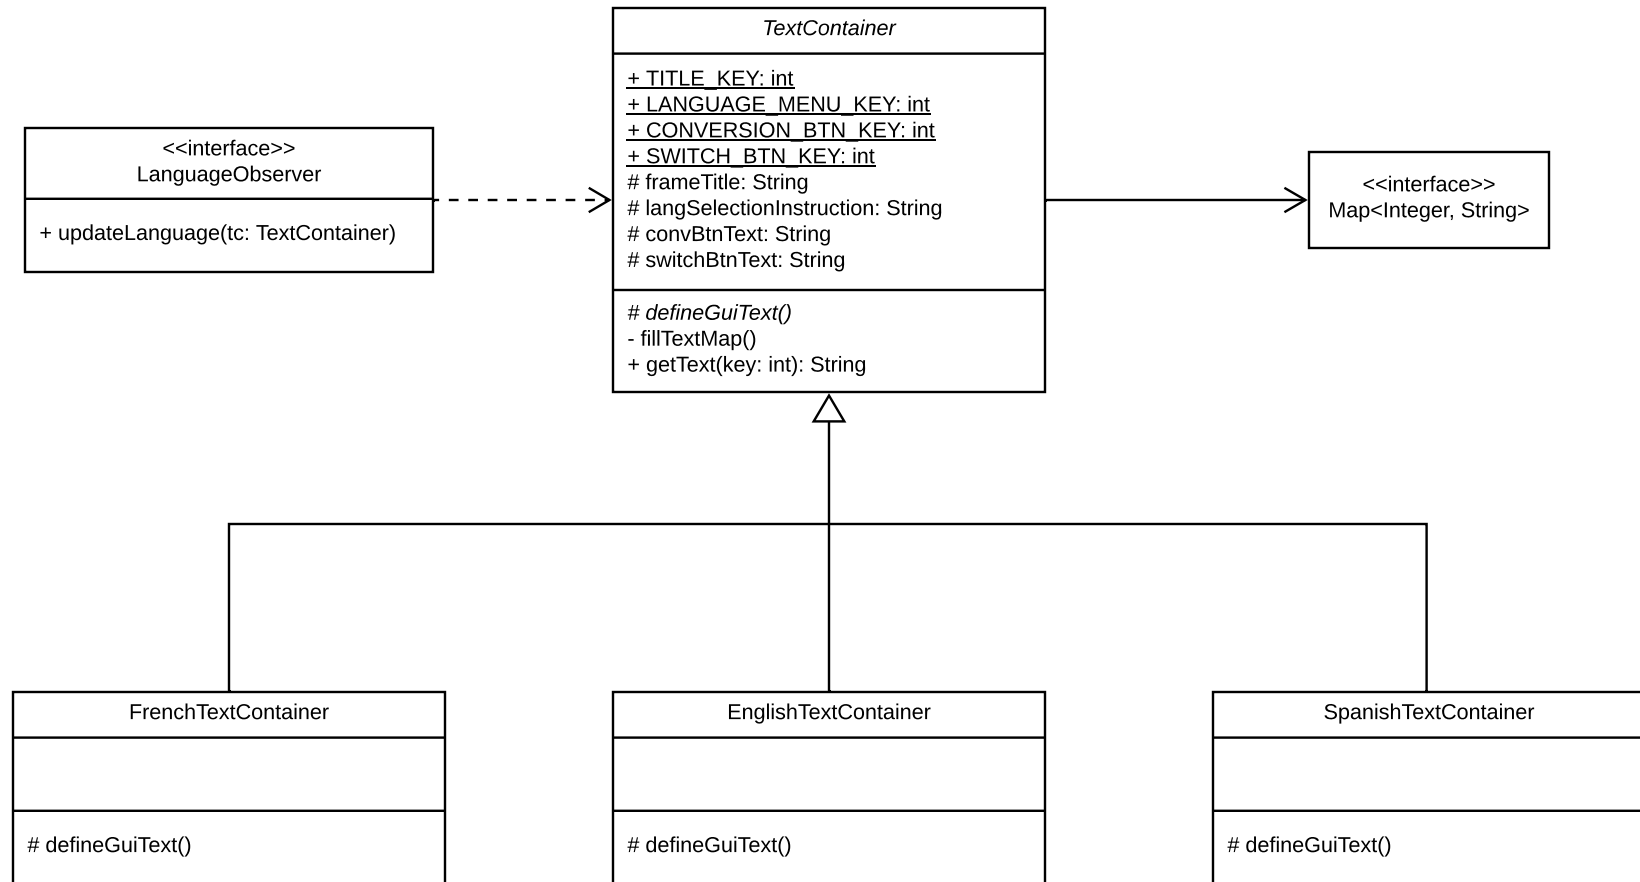 TextContainer
+ TITLE_KEY: int
+ LANGUAGE_MENU_KEY: int
+ CONVERSION_BTN_KEY: int
+ SWITCH_BTN_KEY: int
# frameTitle: String
# langSelectionInstruction: String
# convBtnText: String
# switchBtnText: String
# defineGuiText()
- fillTextMap()
+ getText(key: int): String
<<interface>>
LanguageObserver
+ updateLanguage(tc: TextContainer)
<<interface>>
Map<Integer, String>
FrenchTextContainer
# defineGuiText()
EnglishTextContainer
# defineGuiText()
SpanishTextContainer
# defineGuiText()